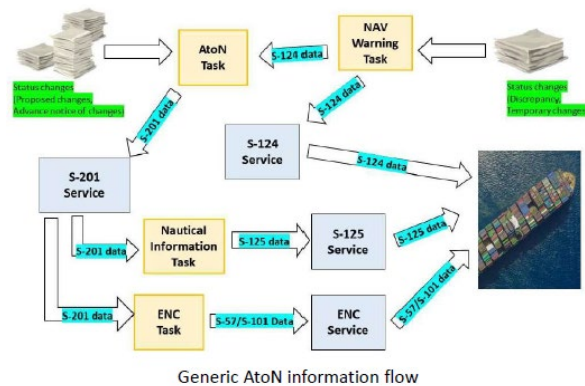 AtoN
Task
S-124 data
NAV
Warning
Task
Status changes
(Proposed changes,
Advance notice of changes)
Status changes
(Discrepancy,
Temporary changes)
S-201 data
S-124 data
S-201
Service
S-124
Service
S-124 data
S-201 data
Nautical
Information
Task
S-125 data
S-125
Service
S-125 data
S-201 data
ENC
Task
S-57/S-101 Data
ENC
Service
S-57/S-101 data
Generic AtoN information flow